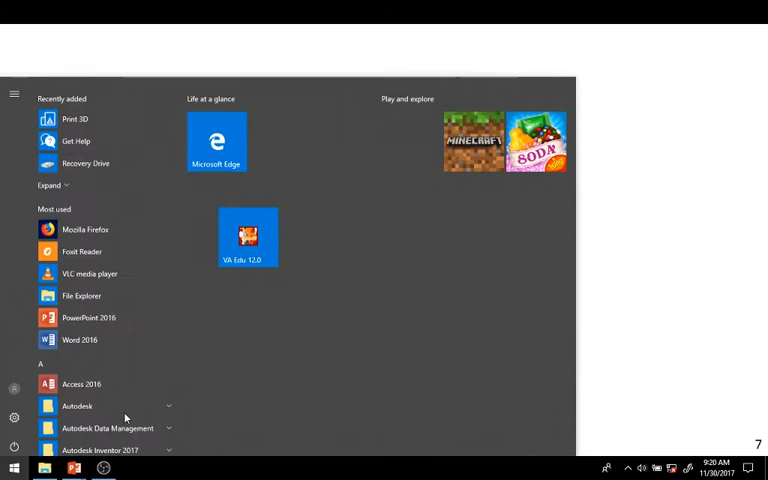 Recently added
Life at a glance
Play and explore
Print 3D
Get Help
Recovery Drive
Microsoft Edge
MINECRAFT
SODA
Expand
Most used
Mozilla Firefox
Foxit Reader
VLC media player
File Explorer
PowerPoint 2016
Word 2016
VA Edu 12.0
A
Access 2016
Autodesk
Autodesk Data Management
Autodesk Inventor 2017
7
9:20 AM
11/30/2017